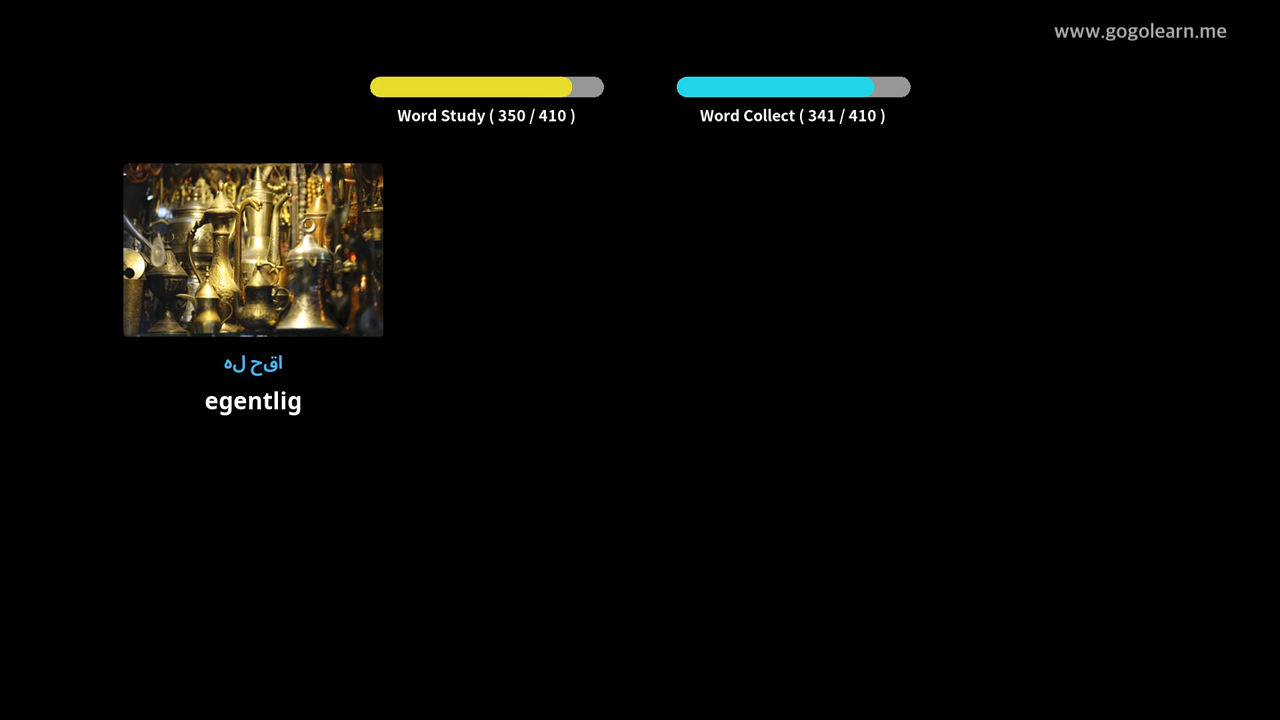 www.gogolearn.me
Word Study ( 350 / 410 )
Word Collect ( 341 / 410 )
اقح له
egentlig